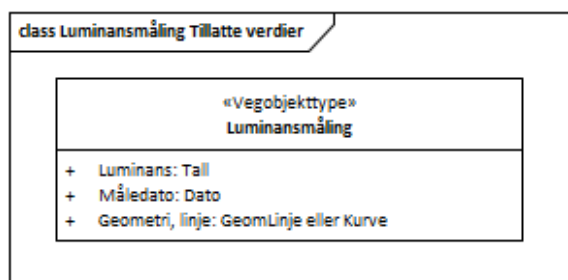 class Luminansmåling Tillatte verdier
«Vegobjekttype»
Luminansmåling
+ Luminans: Tall
+ Måledato: Dato
+ Geometri, linje: GeomLinje eller Kurve